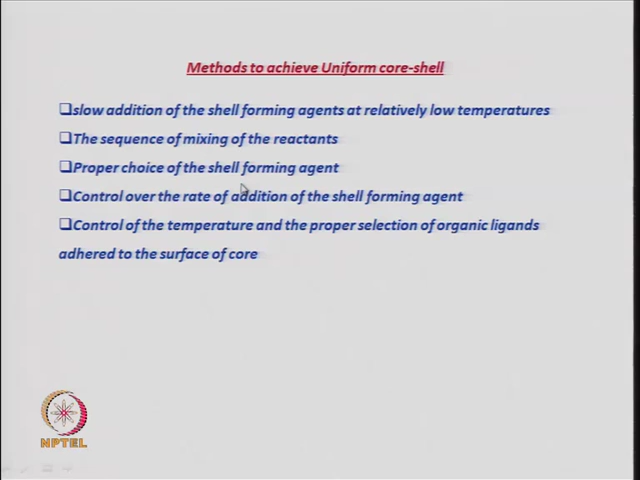 Methods to achieve Uniform core-shell
❑slow addition of the shell forming agents at relatively low temperatures
❑The sequence of mixing of the reactants
❑Proper choice of the shell forming agent
❑Control over the rate of addition of the shell forming agent
❑Control of the temperature and the proper selection of organic ligands
adhered to the surface of core
NPTEL